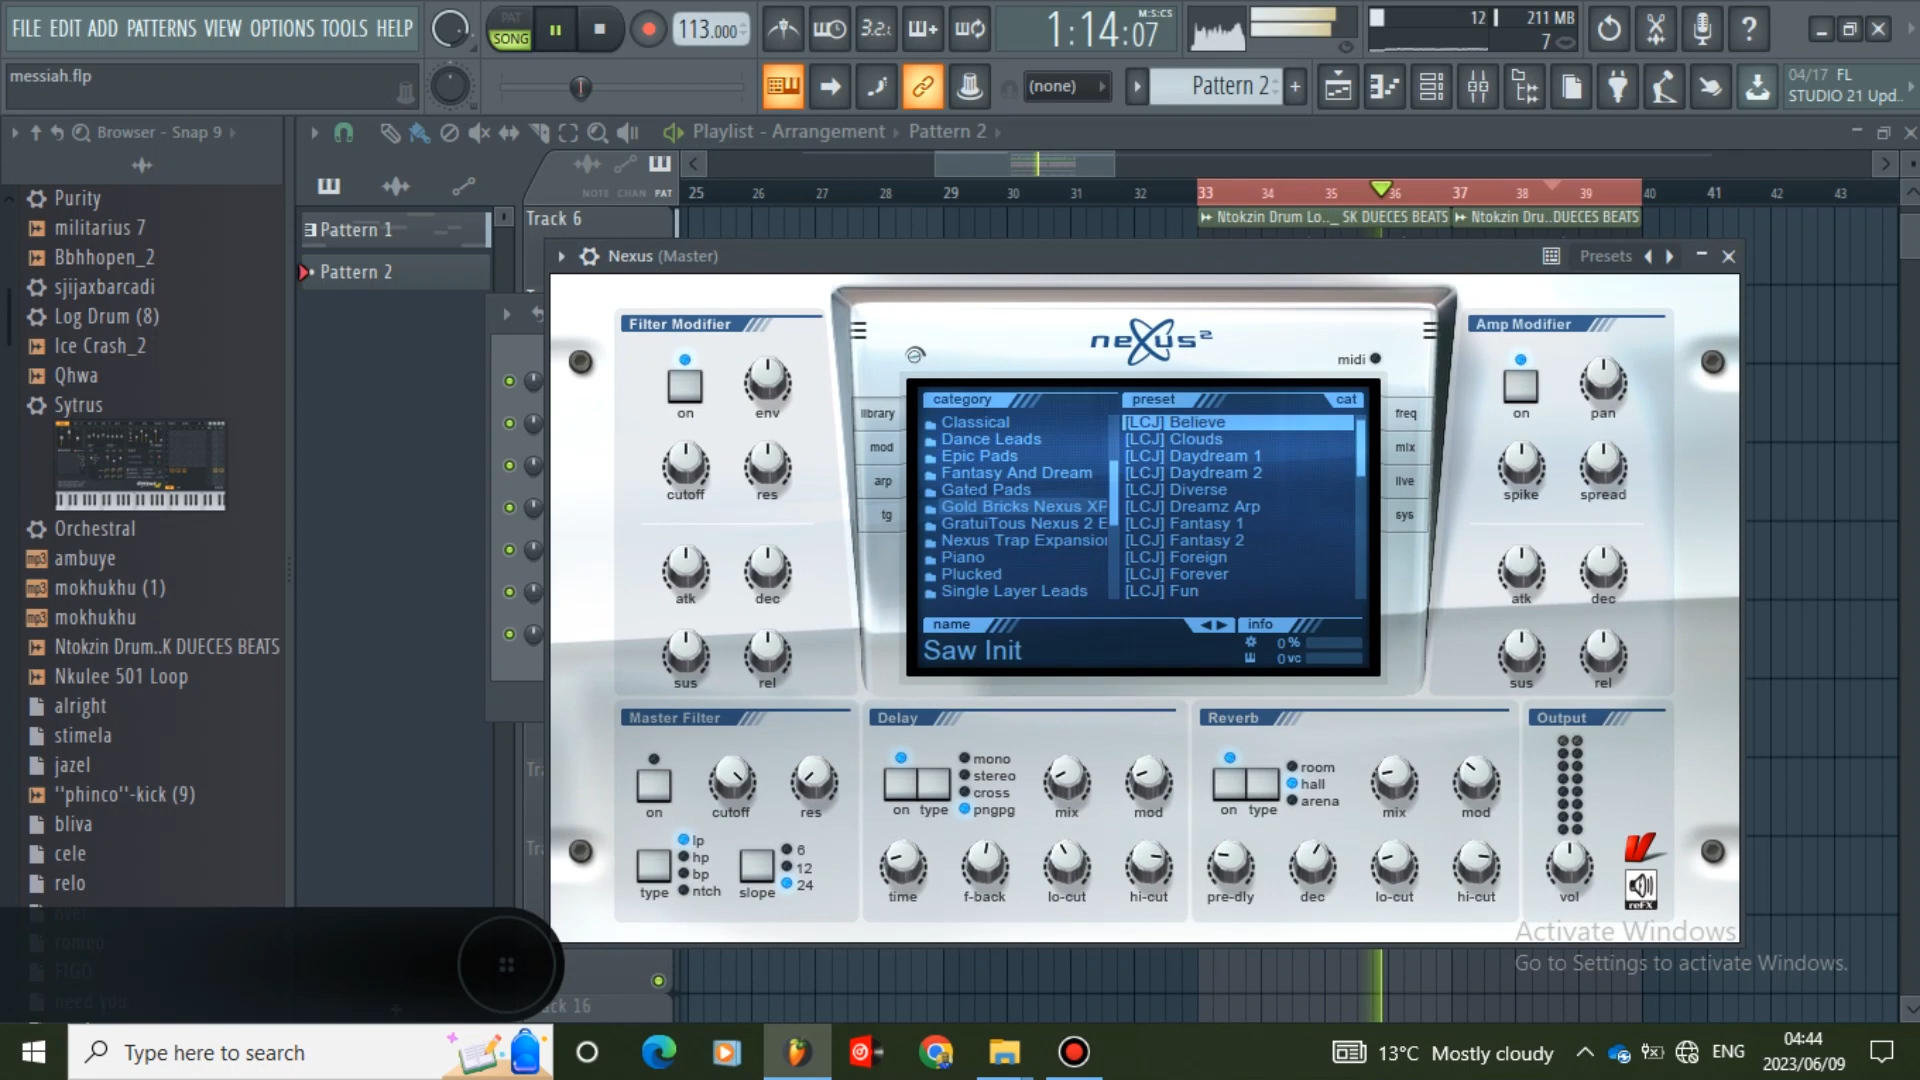 FILE EDIT ADD PATTERNS VIEW OPTIONS TOOLS HELP
PAT
SONG
113.000
3.2.
1:14:07
M:S:CS
12
211 MB
7
messiah.flp
(none)
Pattern 2
04/17 FL
STUDIO 21 Upd..
Browser - Snap 9
Playlist - Arrangement
Pattern 2
NOTE CHAN PAT
25 26 27 28 29 30 31 32 33 34 35 36 37 38 39 40 41 42 43
Purity
militarius 7
Bbhhopen_2
sjijaxbarcadi
Log Drum (8)
Ice Crash_2
Qhwa
Sytrus
Orchestral
ambuye
mokhukhu (1)
mokhukhu
Ntokzin Drum..K DUECES BEATS
Nkulee 501 Loop
alright
stimela
jazel
"phinco"-kick (9)
bliva
cele
relo
romeo
FIGO
need you
Pattern 1
Pattern 2
Track 6
Ntokzin Drum Lo.._ SK DUECES BEATS
Ntokzin Dru..DUECES BEATS
Nexus (Master)
Presets
Filter Modifier
on
env
cutoff
res
atk
dec
sus
rel
nexus²
midi
library
mod
arp
tg
freq
mix
live
sys
category
Classical
Dance Leads
Epic Pads
Fantasy And Dream
Gated Pads
Gold Bricks Nexus XP
GratuiTous Nexus 2 E
Nexus Trap Expansion
Piano
Plucked
Single Layer Leads
preset
cat
[LCJ] Believe
[LCJ] Clouds
[LCJ] Daydream 1
[LCJ] Daydream 2
[LCJ] Diverse
[LCJ] Dreamz Arp
[LCJ] Fantasy 1
[LCJ] Fantasy 2
[LCJ] Foreign
[LCJ] Forever
[LCJ] Fun
name
Saw Init
info
0 %
0 vc
Amp Modifier
on
pan
spike
spread
atk
dec
sus
rel
Master Filter
on
cutoff
res
type
lp
hp
bp
ntch
slope
6
12
24
Delay
on type
mono
stereo
cross
pngpg
mix
mod
time
f-back
lo-cut
hi-cut
Reverb
on type
room
hall
arena
mix
mod
pre-dly
dec
lo-cut
hi-cut
Output
vol
reFX
Activate Windows
Go to Settings to activate Windows.
ck 16
Type here to search
13°C Mostly cloudy
ENG
04:44
2023/06/09